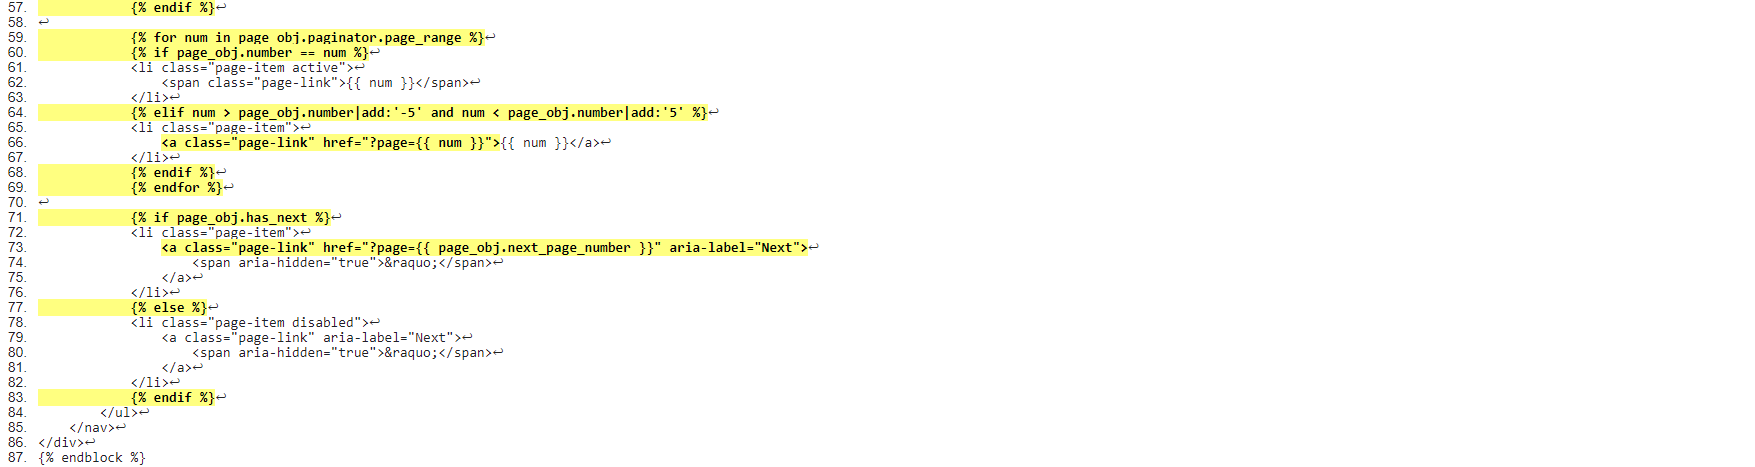 57. {% endif %}↩
58. ↩
59. {% for num in page_obj.paginator.page_range %}↩
60. {% if page_obj.number == num %}↩
61. <li class="page-item active">↩
62. <span class="page-link">{{ num }}</span>↩
63. </li>↩
64. {% elif num > page_obj.number|add:'-5' and num < page_obj.number|add:'5' %}↩
65. <li class="page-item">↩
66. <a class="page-link" href="?page={{ num }}">{{ num }}</a>↩
67. </li>↩
68. {% endif %}↩
69. {% endfor %}↩
70. ↩
71. {% if page_obj.has_next %}↩
72. <li class="page-item">↩
73. <a class="page-link" href="?page={{ page_obj.next_page_number }}" aria-label="Next">↩
74. <span aria-hidden="true">&raquo;</span>↩
75. </a>↩
76. </li>↩
77. {% else %}↩
78. <li class="page-item disabled">↩
79. <a class="page-link" aria-label="Next">↩
80. <span aria-hidden="true">&raquo;</span>↩
81. </a>↩
82. </li>↩
83. {% endif %}↩
84. </ul>↩
85. </nav>↩
86. </div>↩
87. {% endblock %}